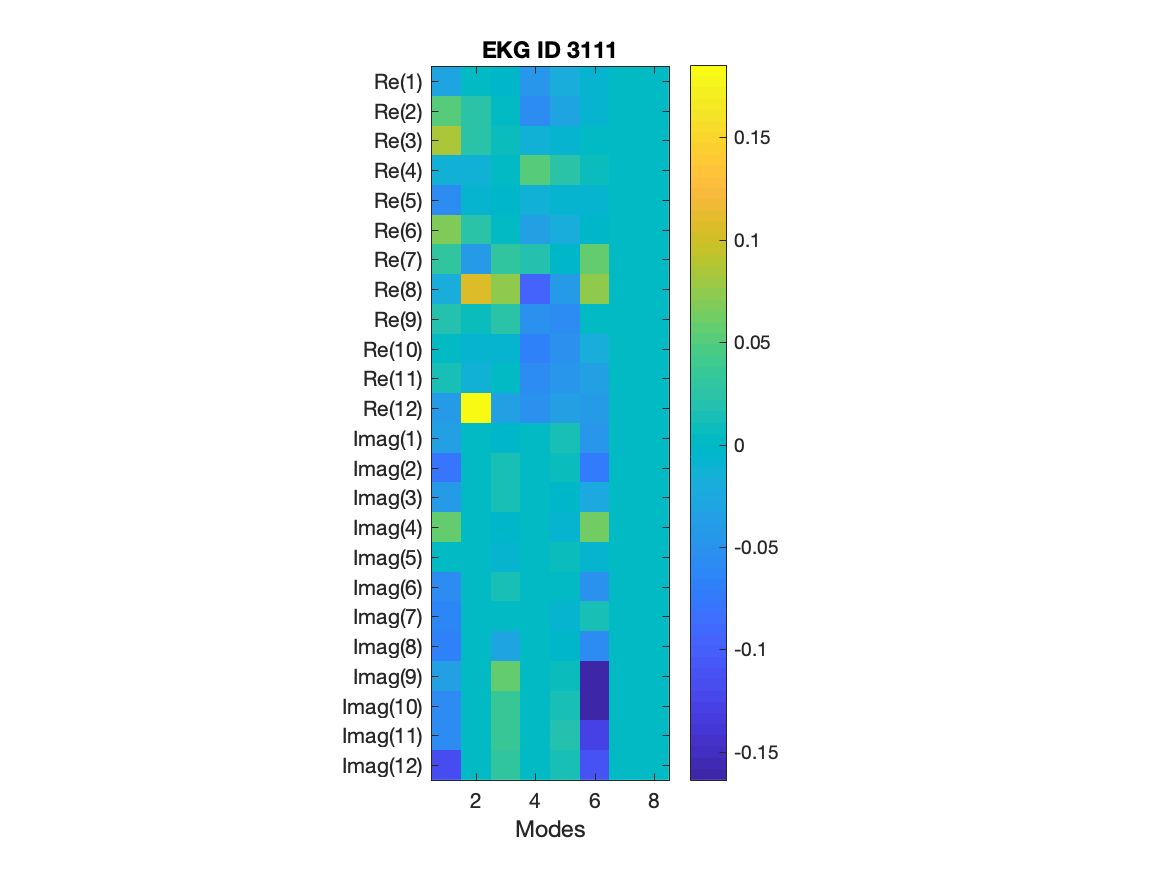 EKG ID 3111
Re(1)
Re(2)
Re(3)
Re(4)
Re(5)
Re(6)
Re(7)
Re(8)
Re(9)
Re(10)
Re(11)
Re(12)
Imag(1)
Imag(2)
Imag(3)
Imag(4)
Imag(5)
Imag(6)
Imag(7)
Imag(8)
Imag(9)
Imag(10)
Imag(11)
Imag(12)
2 4 6 8
Modes
0.15
0.1
0.05
0
-0.05
-0.1
-0.15